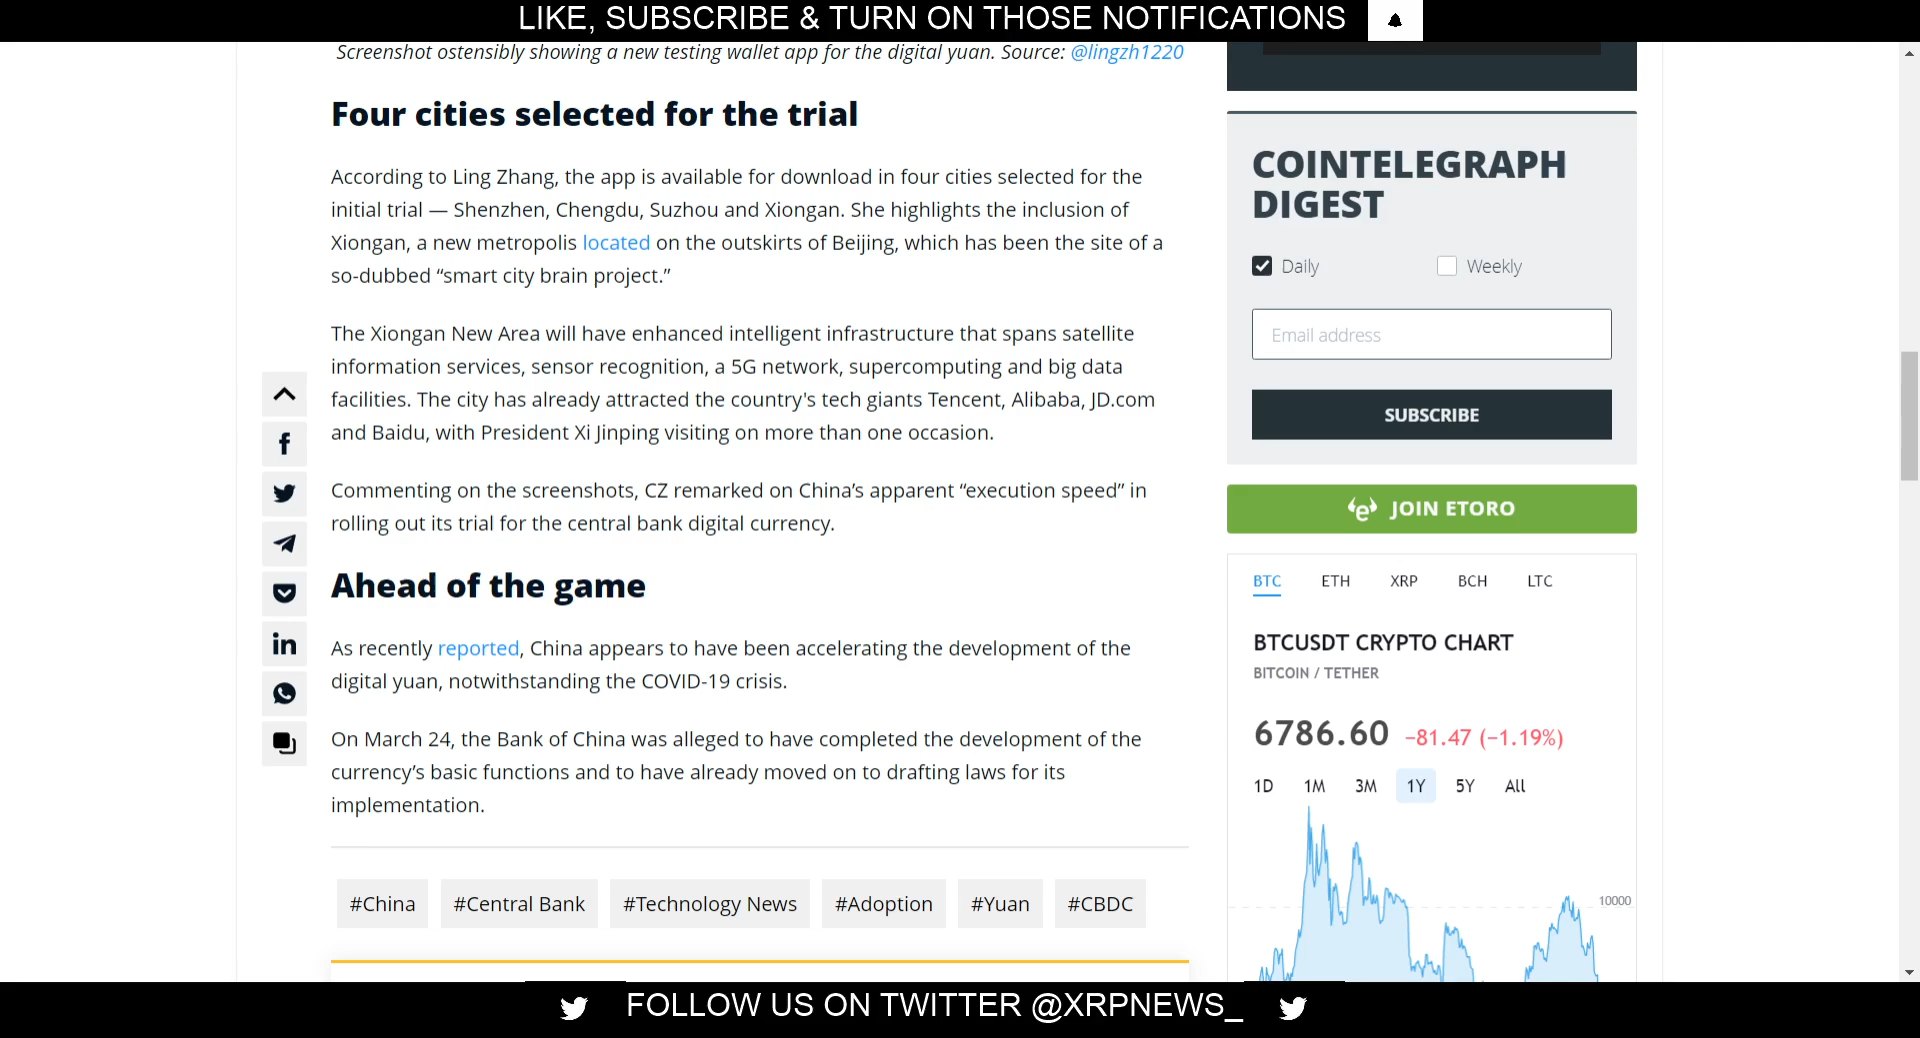 LIKE, SUBSCRIBE & TURN ON THOSE NOTIFICATIONS
Screenshot ostensibly showing a new testing wallet app for the digital yuan. Source: @lingzh1220
Four cities selected for the trial
According to Ling Zhang, the app is available for download in four cities selected for the
initial trial — Shenzhen, Chengdu, Suzhou and Xiongan. She highlights the inclusion of
Xiongan, a new metropolis located on the outskirts of Beijing, which has been the site of a
so-dubbed “smart city brain project.”
The Xiongan New Area will have enhanced intelligent infrastructure that spans satellite
information services, sensor recognition, a 5G network, supercomputing and big data
facilities. The city has already attracted the country's tech giants Tencent, Alibaba, JD.com
and Baidu, with President Xi Jinping visiting on more than one occasion.
Commenting on the screenshots, CZ remarked on China’s apparent “execution speed” in
rolling out its trial for the central bank digital currency.
Ahead of the game
As recently reported, China appears to have been accelerating the development of the
digital yuan, notwithstanding the COVID-19 crisis.
On March 24, the Bank of China was alleged to have completed the development of the
currency’s basic functions and to have already moved on to drafting laws for its
implementation.
#China #Central Bank #Technology News #Adoption #Yuan #CBDC
COINTELEGRAPH
DIGEST
Daily Weekly
Email address
SUBSCRIBE
JOIN ETORO
BTC ETH XRP BCH LTC
BTCUSDT CRYPTO CHART
BITCOIN / TETHER
6786.60 −81.47 (−1.19%)
1D 1M 3M 1Y 5Y All
10000
FOLLOW US ON TWITTER @XRPNEWS_